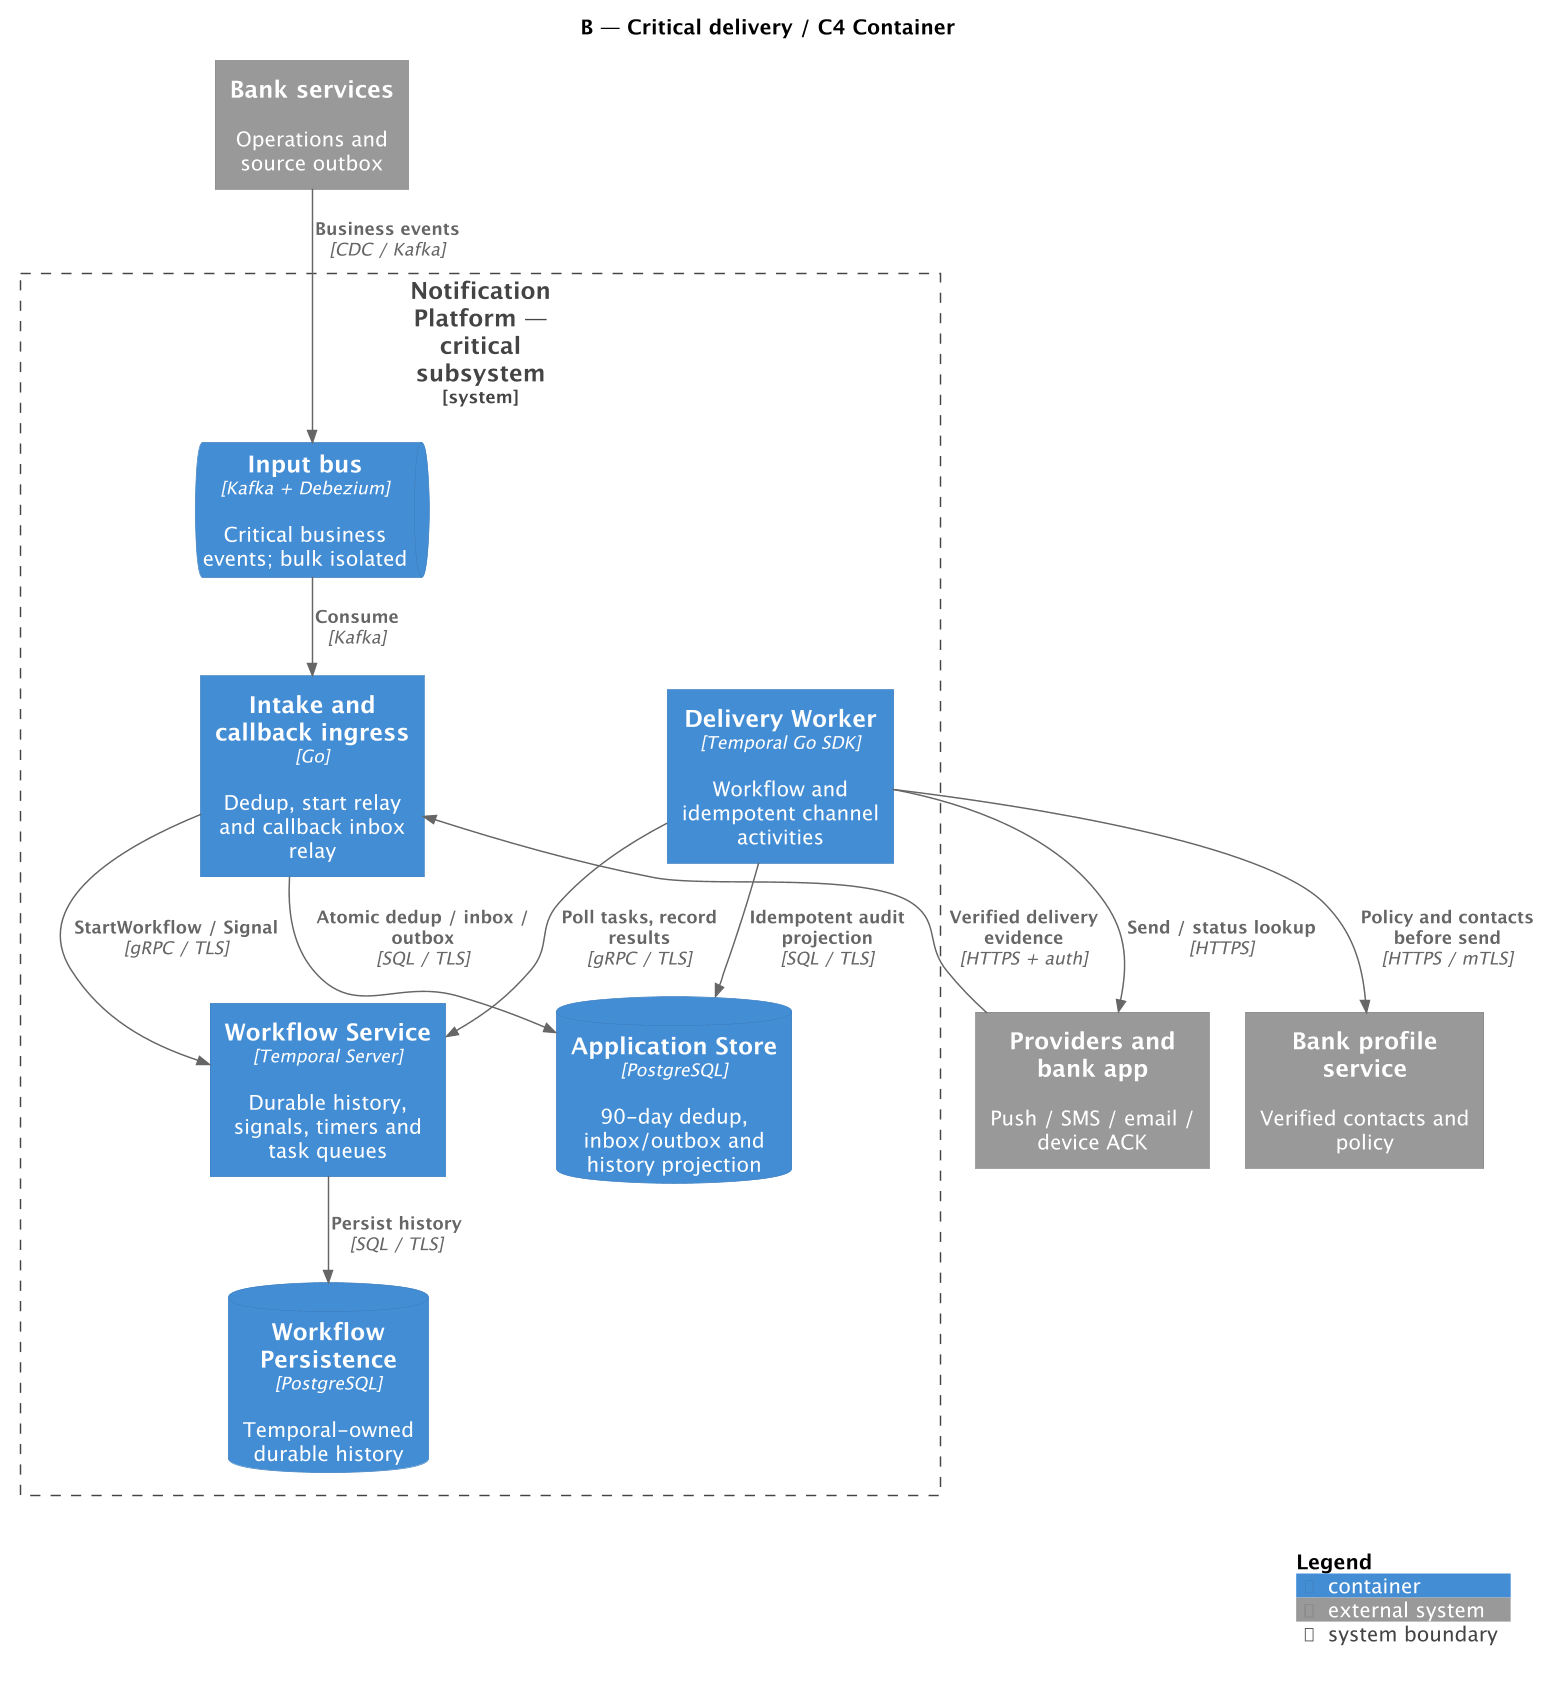 B — Critical delivery / C4 Container
Bank services
Operations and
source outbox
Business events
[CDC / Kafka]
Notification
Platform —
critical
subsystem
[system]
Input bus
[Kafka + Debezium]
Critical business
events; bulk isolated
Consume
[Kafka]
Intake and
callback ingress
[Go]
Dedup, start relay
and callback inbox
relay
Delivery Worker
[Temporal Go SDK]
Workflow and
idempotent channel
activities
StartWorkflow / Signal
[gRPC / TLS]
Atomic dedup / inbox /
outbox
[SQL / TLS]
Poll tasks, record
results
[gRPC / TLS]
Idempotent audit
projection
[SQL / TLS]
Verified delivery
evidence
[HTTPS + auth]
Send / status lookup
[HTTPS]
Policy and contacts
before send
[HTTPS / mTLS]
Workflow Service
[Temporal Server]
Durable history,
signals, timers and
task queues
Application Store
[PostgreSQL]
90-day dedup,
inbox/outbox and
history projection
Providers and
bank app
Push / SMS / email /
device ACK
Bank profile
service
Verified contacts and
policy
Persist history
[SQL / TLS]
Workflow
Persistence
[PostgreSQL]
Temporal-owned
durable history
Legend
container
external system
system boundary